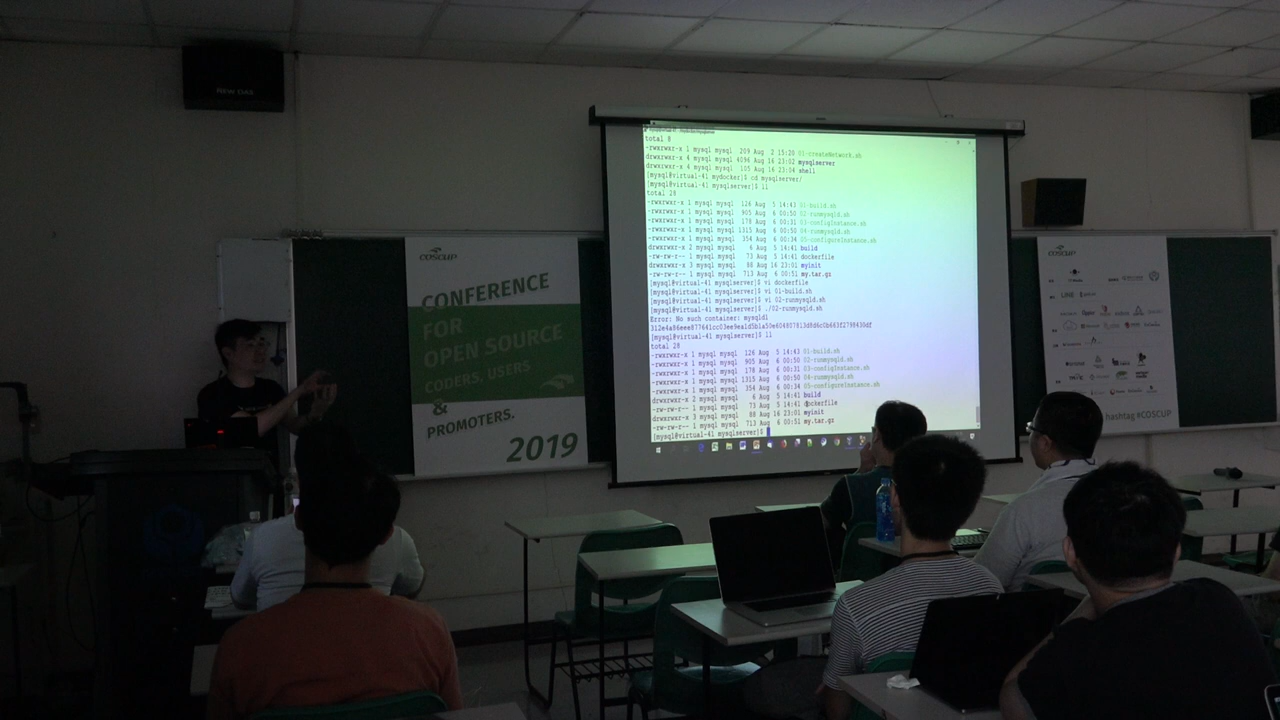 New DAE
total 8
-rwxrwxr-x 1 mysql mysql 209 Aug 2 15:20 01-createNetwork.sh
drwxrwxr-x 4 mysql mysql 4096 Aug 16 23:02 mysqlserver
drwxrwxr-x 4 mysql mysql 105 Aug 16 23:04 shell
[mysql@virtual-41 mydocker]$ cd mysqlserver/
[mysql@virtual-41 mysqlserver]$ ll
total 28
-rwxrwxr-x 1 mysql mysql 126 Aug 5 14:43 01-build.sh
-rwxrwxr-x 1 mysql mysql 905 Aug 6 00:50 02-runmysqld.sh
-rwxrwxr-x 1 mysql mysql 178 Aug 6 00:31 03-configInstance.sh
-rwxrwxr-x 1 mysql mysql 1315 Aug 6 00:50 04-runmysqld.sh
-rwxrwxr-x 1 mysql mysql 354 Aug 6 00:34 05-configureInstance.sh
drwxrwxr-x 2 mysql mysql 6 Aug 5 14:41 build
-rw-rw-r-- 1 mysql mysql 73 Aug 5 14:41 dockerfile
drwxrwxr-x 3 mysql mysql 88 Aug 16 23:01 myinit
-rw-rw-r-- 1 mysql mysql 713 Aug 6 00:51 my.tar.gz
[mysql@virtual-41 mysqlserver]$ vi dockerfile
[mysql@virtual-41 mysqlserver]$ vi 01-build.sh
[mysql@virtual-41 mysqlserver]$ vi 02-runmysqld.sh
[mysql@virtual-41 mysqlserver]$ ./02-runmysqld.sh
Error: No such container: mysqld1
[mysql@virtual-41 mysqlserver]$ ll
total 28
-rwxrwxr-x 1 mysql mysql 126 Aug 5 14:43 01-build.sh
-rwxrwxr-x 1 mysql mysql 905 Aug 6 00:50 02-runmysqld.sh
-rwxrwxr-x 1 mysql mysql 178 Aug 6 00:31 03-configInstance.sh
-rwxrwxr-x 1 mysql mysql 1315 Aug 6 00:50 04-runmysqld.sh
-rwxrwxr-x 1 mysql mysql 354 Aug 6 00:34 05-configureInstance.sh
drwxrwxr-x 2 mysql mysql 6 Aug 5 14:41 build
-rw-rw-r-- 1 mysql mysql 73 Aug 5 14:41 dockerfile
drwxrwxr-x 3 mysql mysql 88 Aug 16 23:01 myinit
-rw-rw-r-- 1 mysql mysql 713 Aug 6 00:51 my.tar.gz
[mysql@virtual-41 mysqlserver]$
COSCUP
CONFERENCE
FOR
OPEN SOURCE
CODERS, USERS
&
PROMOTERS.
2019
COSCUP
LINE
hashtag #COSCUP